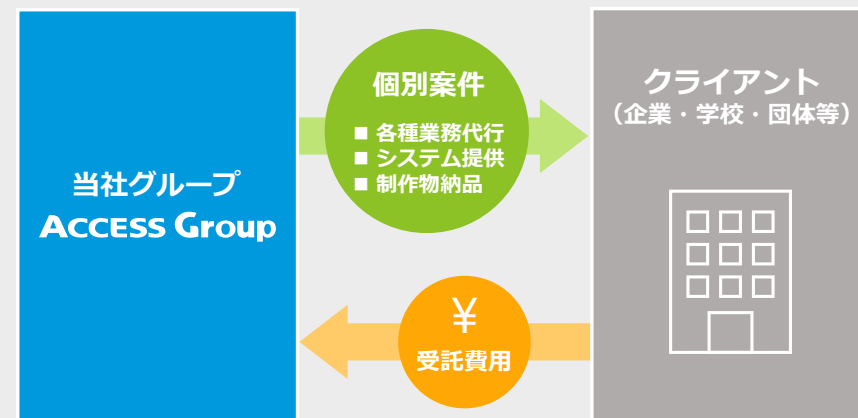 当社グループ
ACCESS Group
個別案件
■ 各種業務代行
■ システム提供
■ 制作物納品
¥
受託費用
クライアント
（企業・学校・団体等）